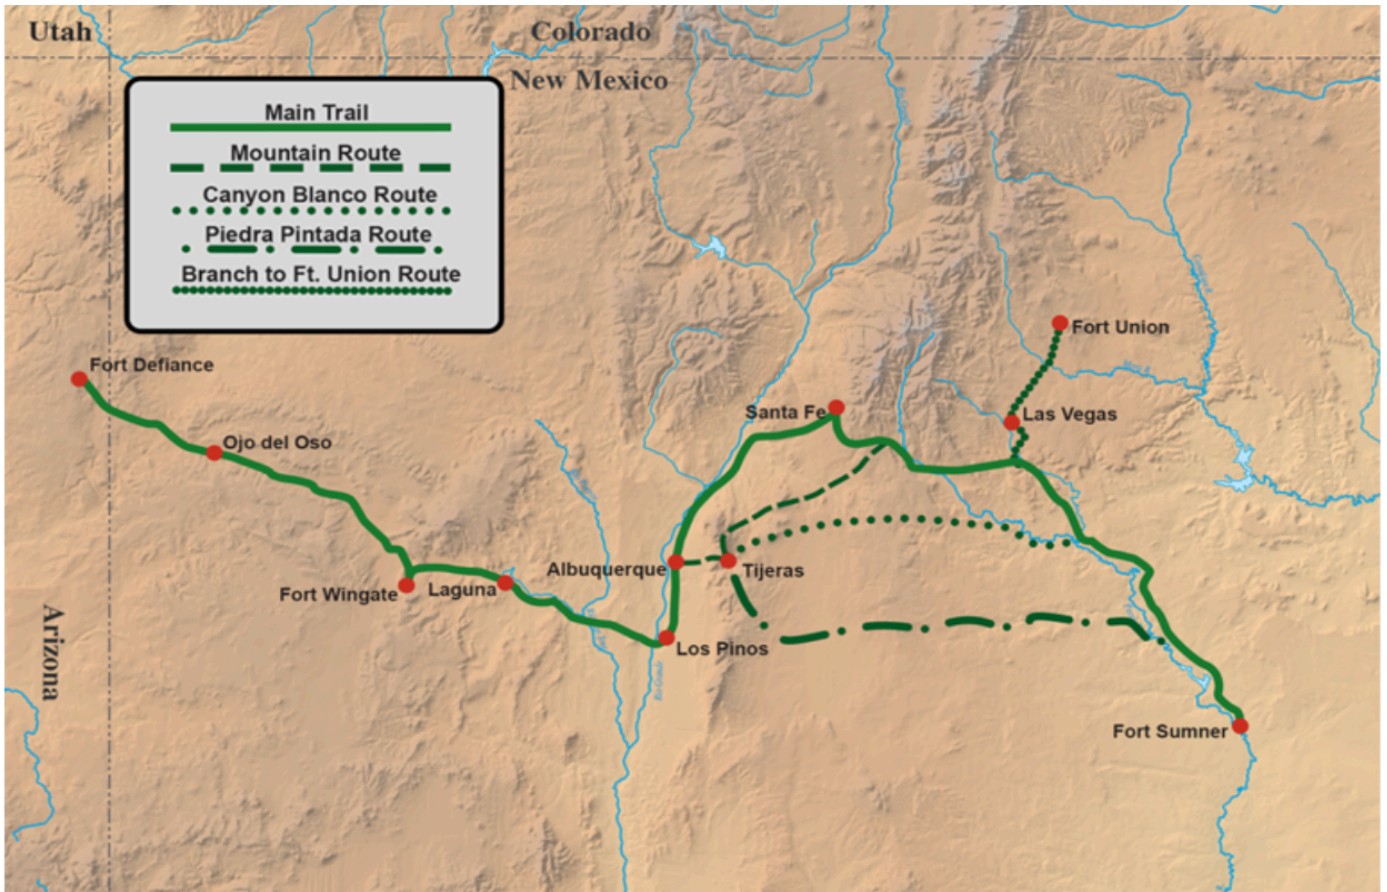 Utah
Colorado
New Mexico
Main Trail
Mountain Route
Canyon Blanco Route
Piedra Pintada Route
Branch to Ft. Union Route
Fort Defiance
Fort Union
Santa Fe
Las Vegas
Ojo del Oso
Albuquerque
Tijeras
Fort Wingate
Laguna
Los Pinos
Arizona
Rio Grande
Fort Sumner